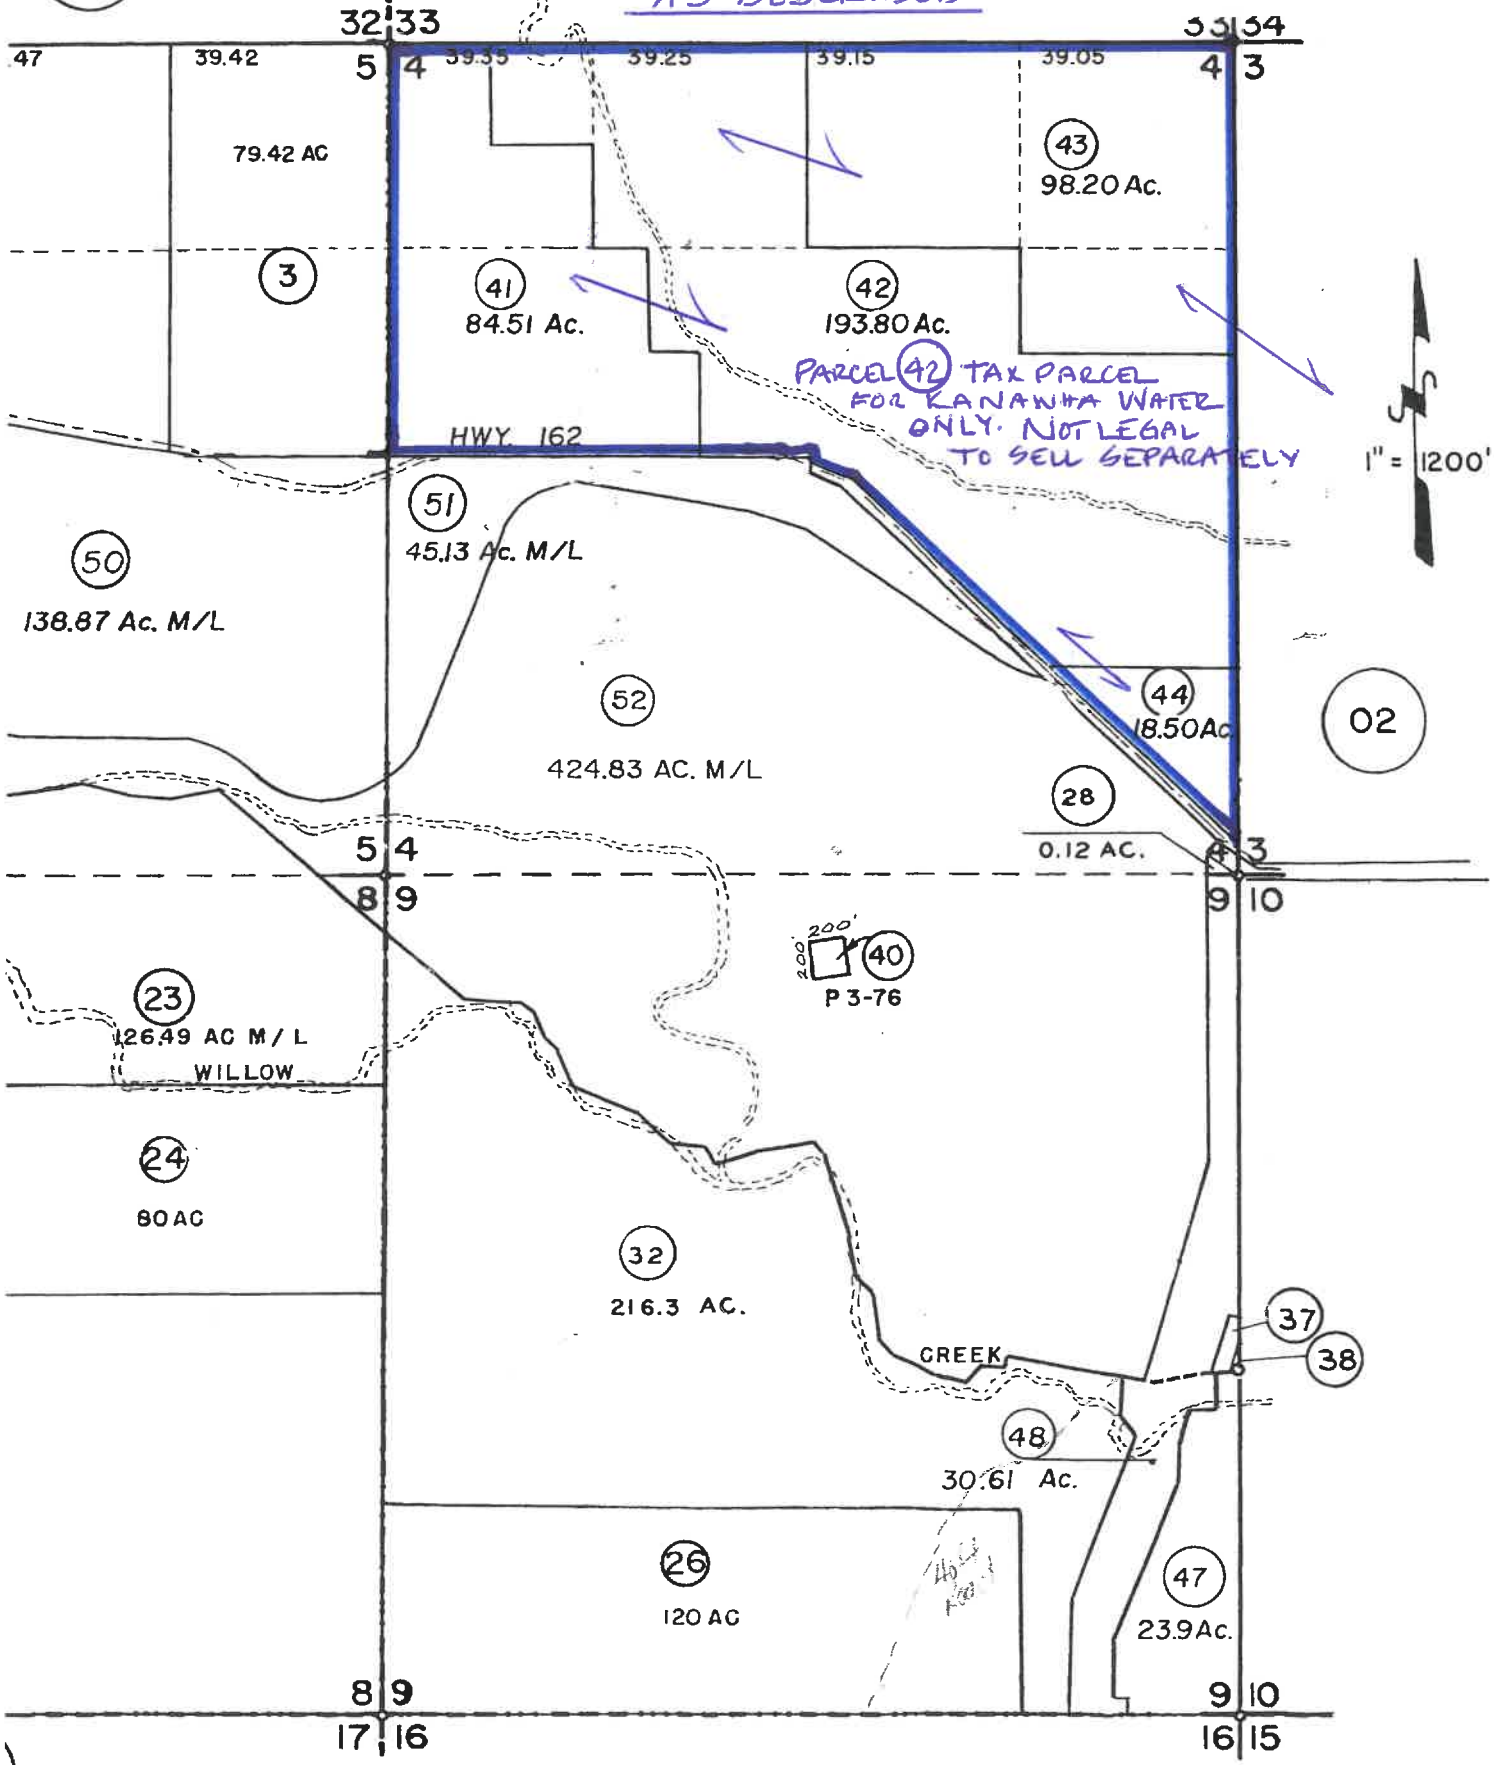 32 33
33 34
47
39.42
5 4
39.35
39.25
39.15
39.05
4 3
79.42 AC
43
98.20 Ac.
3
41
84.51 Ac.
42
193.80 Ac.
PARCEL 42 TAX PARCEL
FOR KANAWHA WATER
ONLY. NOT LEGAL
TO SELL SEPARATELY
HWY. 162
1" = 1200'
51
45.13 Ac. M/L
50
138.87 Ac. M/L
52
424.83 AC. M/L
44
18.50 Ac.
02
28
0.12 AC.
5 4
4 3
8 9
9 10
200'
200'
40
P 3-76
23
126.49 AC M/L
WILLOW
24
80 AC
32
216.3 AC.
37
CREEK
38
48
30.61 Ac.
26
120 AC
47
23.9 Ac.
8 9
9 10
17 16
16 15